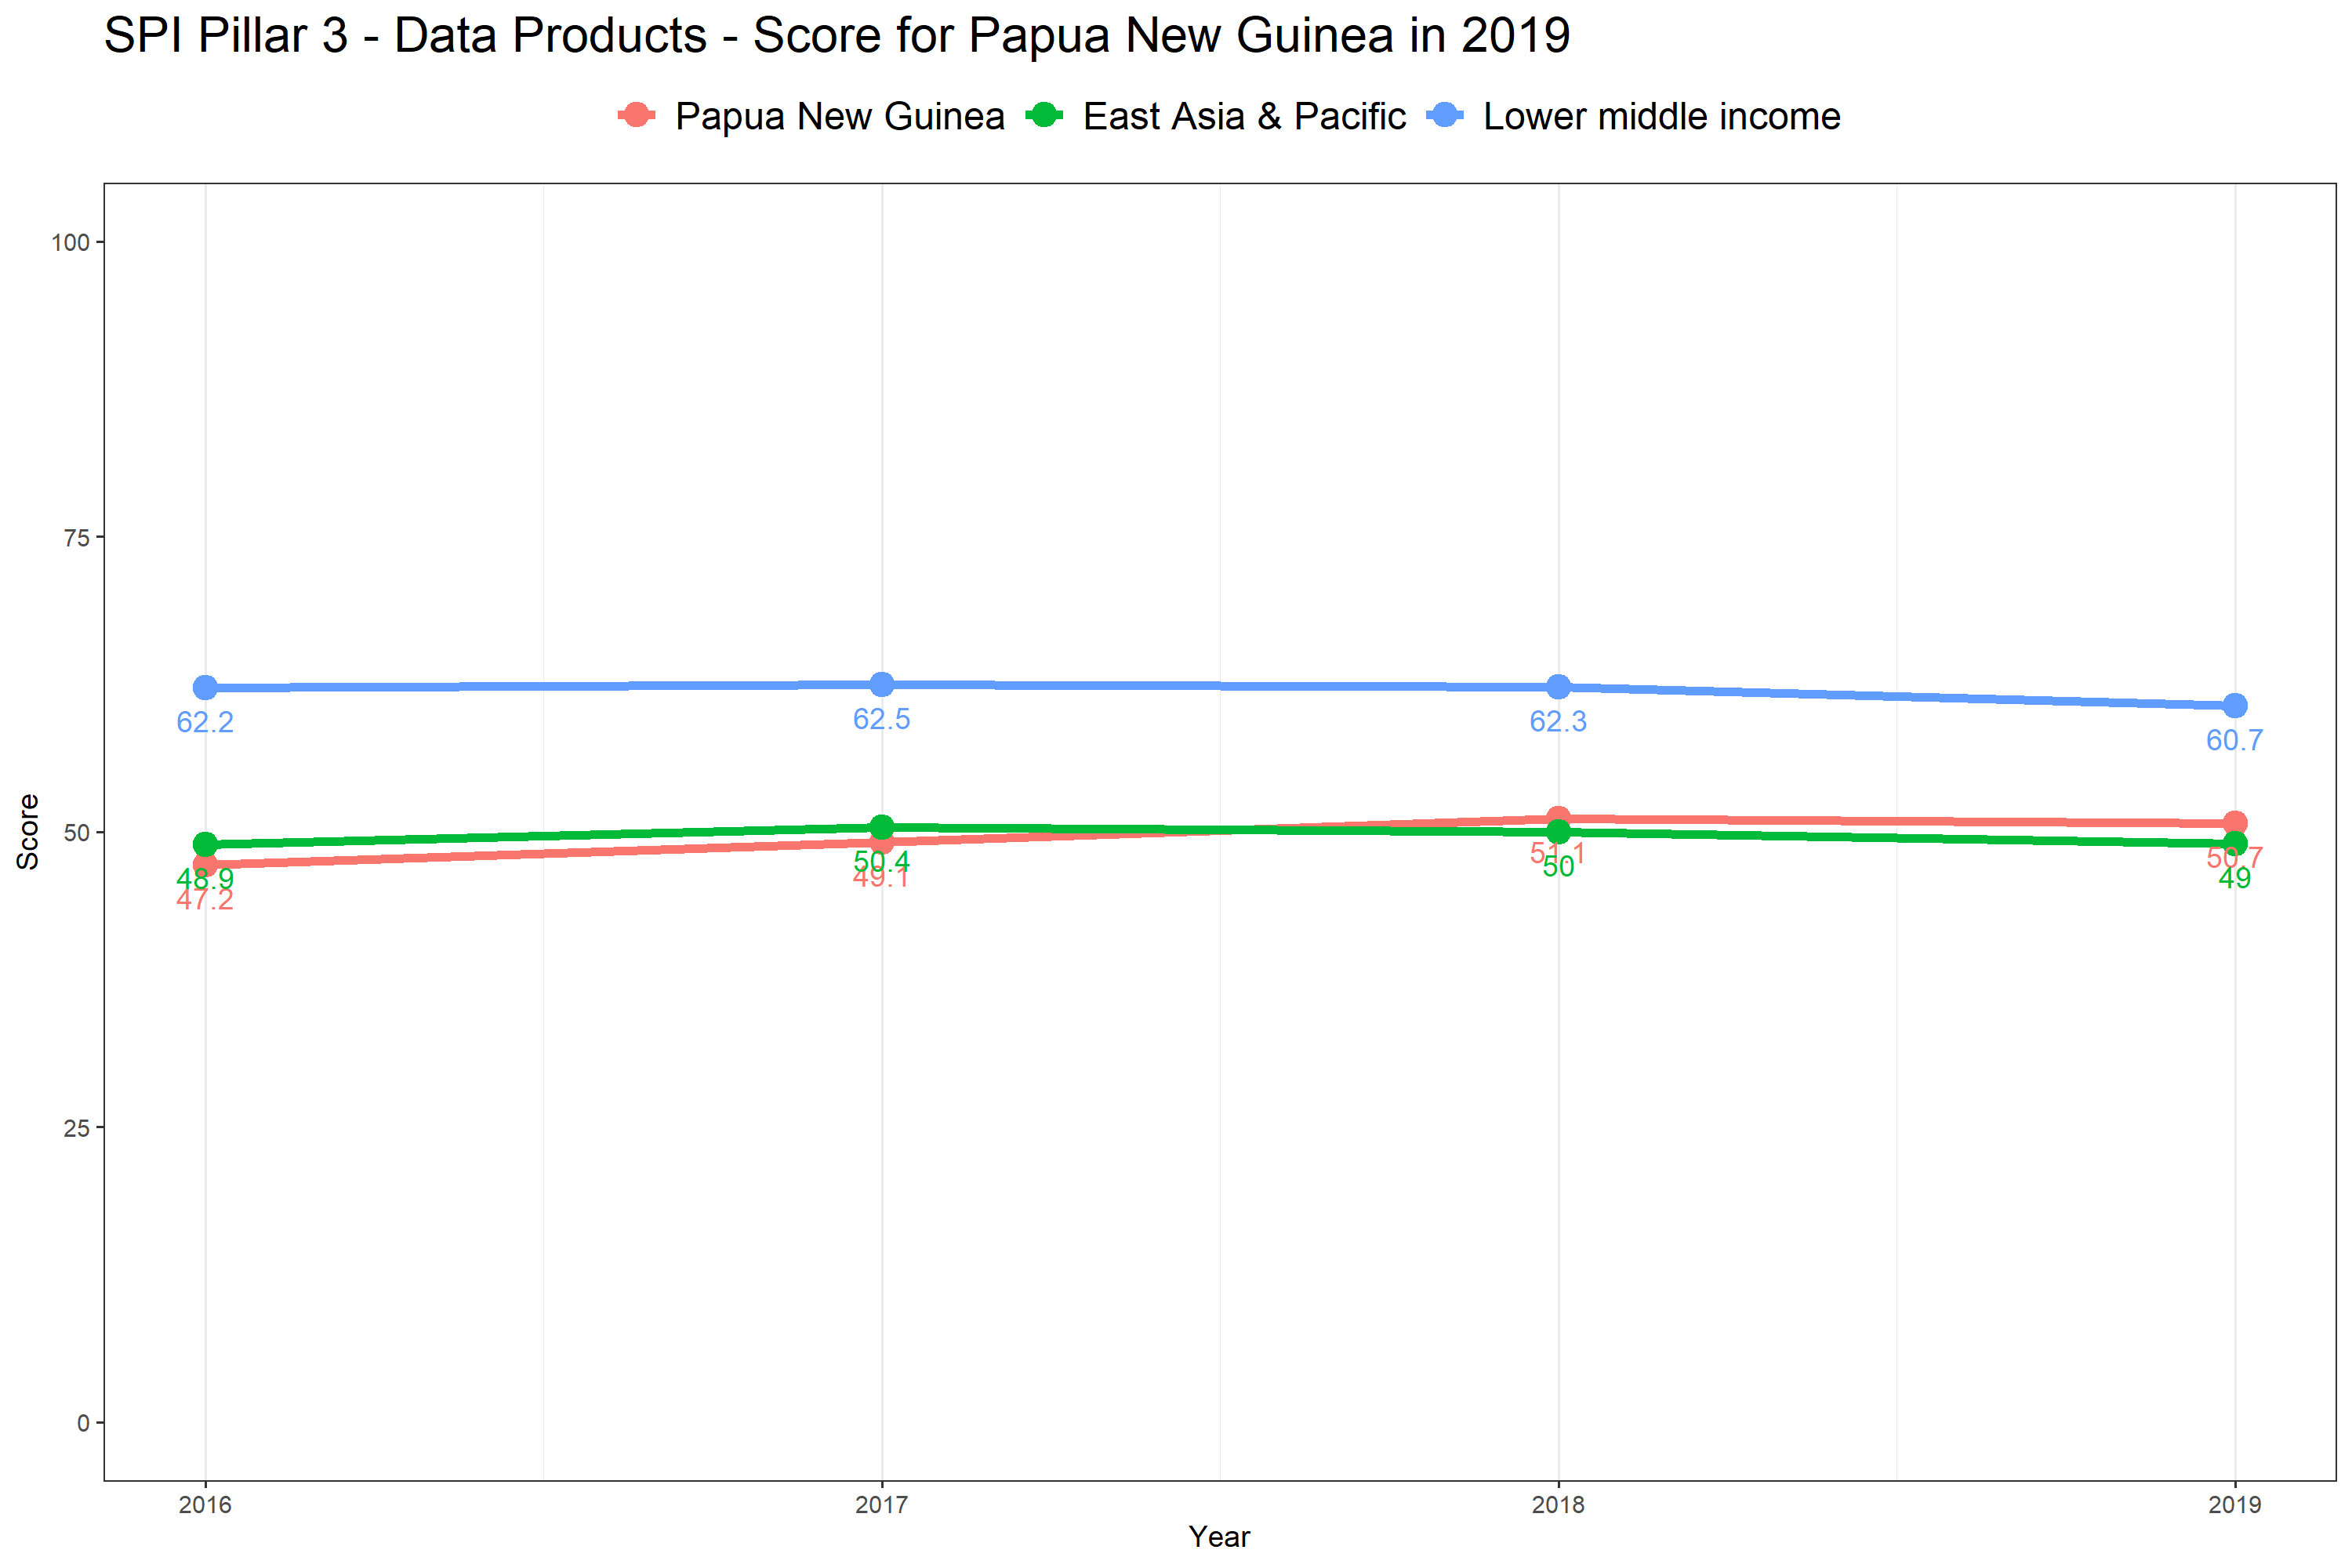 SPI Pillar 3 - Data Products - Score for Papua New Guinea in 2019
Papua New Guinea East Asia & Pacific Lower middle income
100
75
50
25
0
Score
62.2 62.5 62.3 60.7
48.9 50.4 51.1 50.7
47.2 49.1 50 49
2016 2017 2018 2019
Year